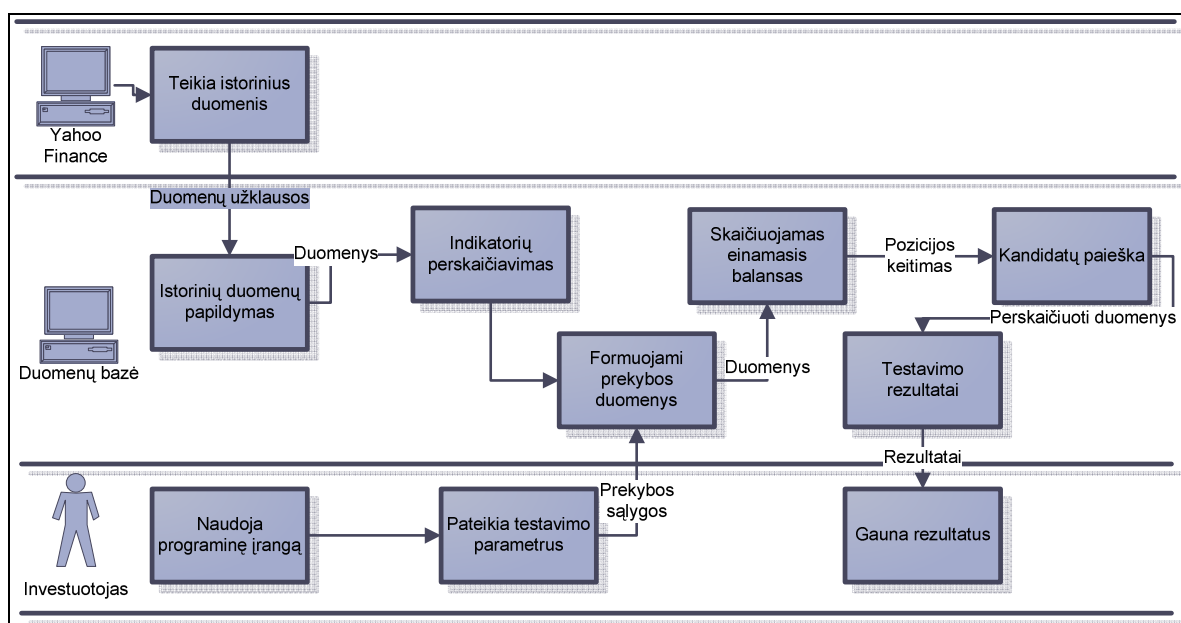 Teikia istorinius
duomenis
Yahoo
Finance
Duomenų užklausos
Istorinių duomenų
papildymas
Duomenys
Indikatorių
perskaičiavimas
Skaičiuojamas
einamasis
balansas
Pozicijos
keitimas
Kandidatų paieška
Perskaičiuoti duomenys
Duomenų bazė
Formuojami
prekybos
duomenys
Duomenys
Testavimo
rezultatai
Rezultatai
Investuotojas
Naudoja
programinę įrangą
Pateikia testavimo
parametrus
Prekybos
sąlygos
Gauna rezultatus